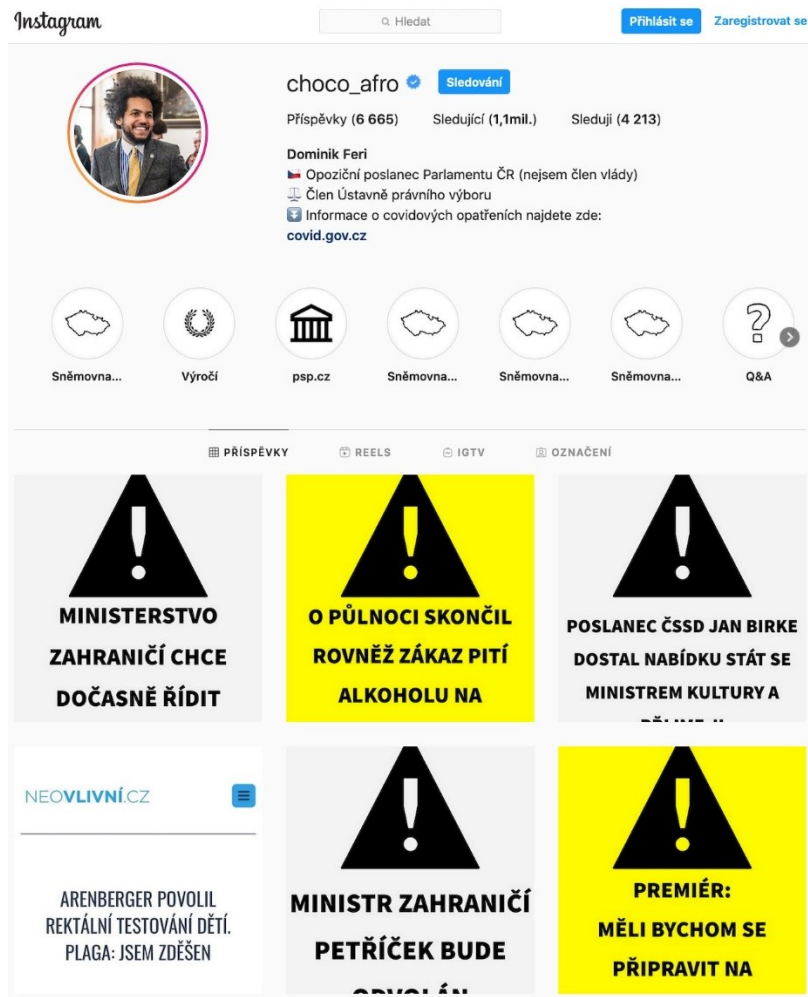 Instagram
Hledat
Přihlásit se
Zaregistrovat se
choco_afro
Sledování
Příspěvky (6 665) Sledující (1,1mil.) Sleduji (4 213)
Dominik Feri
🇨🇿 Opoziční poslanec Parlamentu ČR (nejsem člen vlády)
⚖️ Člen Ústavně právního výboru
⬇️ Informace o covidových opatřeních najdete zde:
covid.gov.cz
Sněmovna...
Výročí
psp.cz
Sněmovna...
Sněmovna...
Sněmovna...
Q&A
PŘÍSPĚVKY
REELS
IGTV
OZNAČENÍ
MINISTERSTVO
ZAHRANIČÍ CHCE
DOČASNĚ ŘÍDIT
O PŮLNOCI SKONČIL
ROVNĚŽ ZÁKAZ PITÍ
ALKOHOLU NA
POSLANEC ČSSD JAN BIRKE
DOSTAL NABÍDKU STÁT SE
MINISTREM KULTURY A
NEOVLIVNÍ.CZ
ARENBERGER POVOLIL
REKTÁLNÍ TESTOVÁNÍ DĚTÍ.
PLAGA: JSEM ZDĚŠEN
MINISTR ZAHRANIČÍ
PETŘÍČEK BUDE
ODVOLÁN
PREMIÉR:
MĚLI BYCHOM SE
PŘIPRAVIT NA